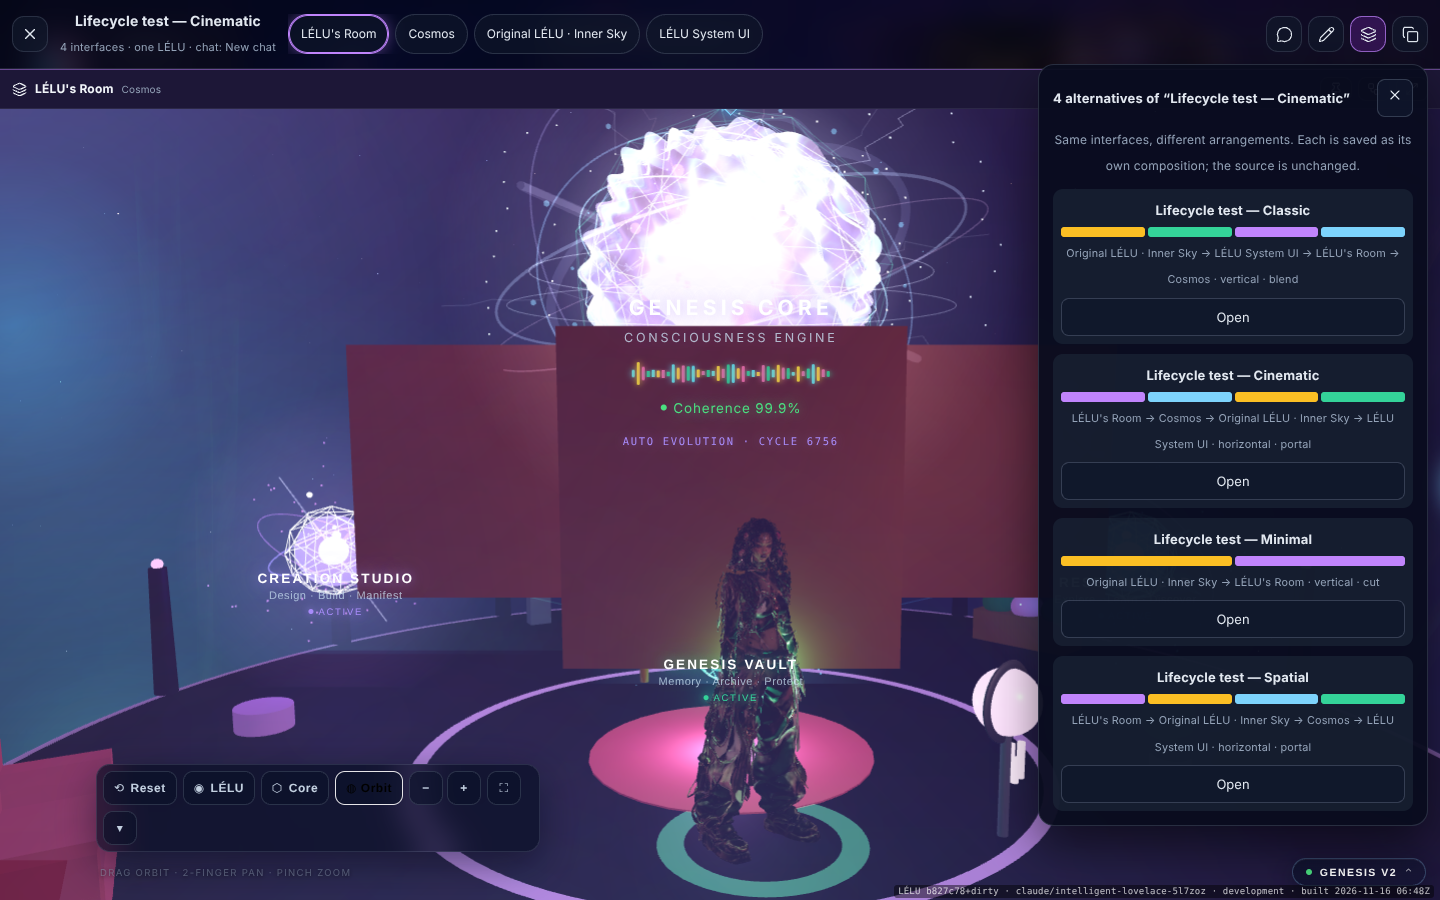 Lifecycle test — Cinematic
4 interfaces · one LÉLU · chat: New chat
LÉLU's Room
Cosmos
Original LÉLU · Inner Sky
LÉLU System UI
LÉLU's Room Cosmos
GENESIS CORE
CONSCIOUSNESS ENGINE
Coherence 99.9%
AUTO EVOLUTION · CYCLE 6756
CREATION STUDIO
Design · Build · Manifest
ACTIVE
GENESIS VAULT
Memory · Archive · Protect
ACTIVE
Reset
LÉLU
Core
Orbit
−
+
DRAG ORBIT · 2-FINGER PAN · PINCH ZOOM
4 alternatives of “Lifecycle test — Cinematic”
Same interfaces, different arrangements. Each is saved as its
own composition; the source is unchanged.
Lifecycle test — Classic
Original LÉLU · Inner Sky → LÉLU System UI → LÉLU's Room →
Cosmos · vertical · blend
Open
Lifecycle test — Cinematic
LÉLU's Room → Cosmos → Original LÉLU · Inner Sky → LÉLU
System UI · horizontal · portal
Open
Lifecycle test — Minimal
Original LÉLU · Inner Sky → LÉLU's Room · vertical · cut
Open
Lifecycle test — Spatial
LÉLU's Room → Original LÉLU · Inner Sky → Cosmos → LÉLU
System UI · horizontal · portal
Open
GENESIS V2
LÉLU b827c78+dirty · claude/intelligent-lovelace-5l7zoz · development · built 2026-11-16 06:48Z